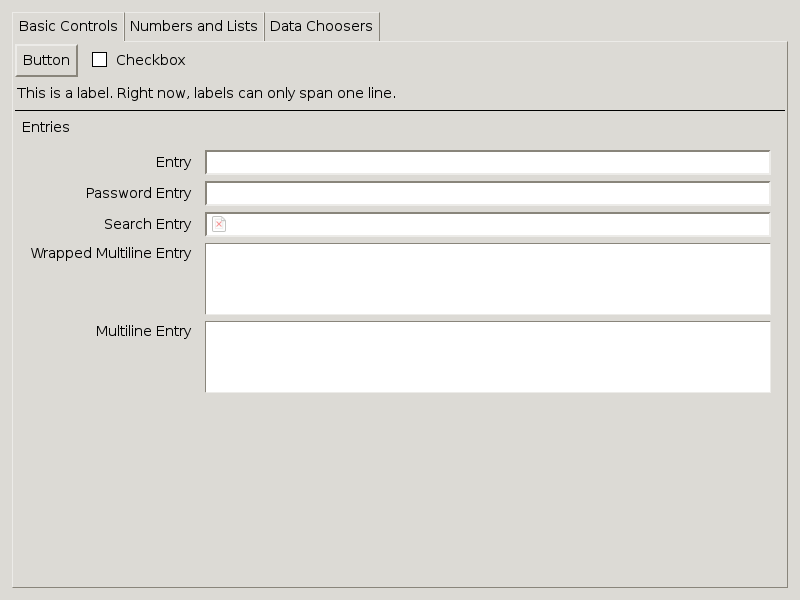 Basic Controls Numbers and Lists Data Choosers
Button Checkbox
This is a label. Right now, labels can only span one line.
Entries
Entry
Password Entry
Search Entry
Wrapped Multiline Entry
Multiline Entry